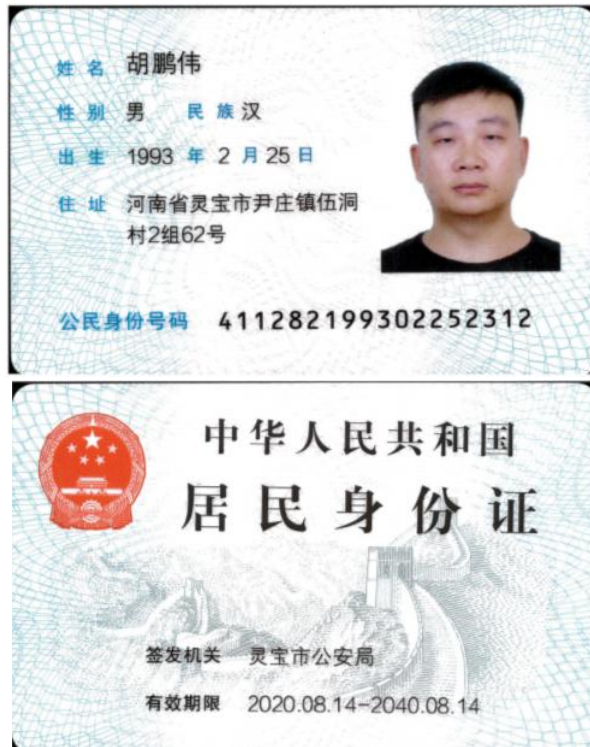 姓名 胡鹏伟
性别 男 民族 汉
出生 1993 年 2 月 25 日
住址 河南省灵宝市尹庄镇伍洞
村2组62号
公民身份号码 411282199302252312
中华人民共和国
居民身份证
签发机关 灵宝市公安局
有效期限 2020.08.14-2040.08.14